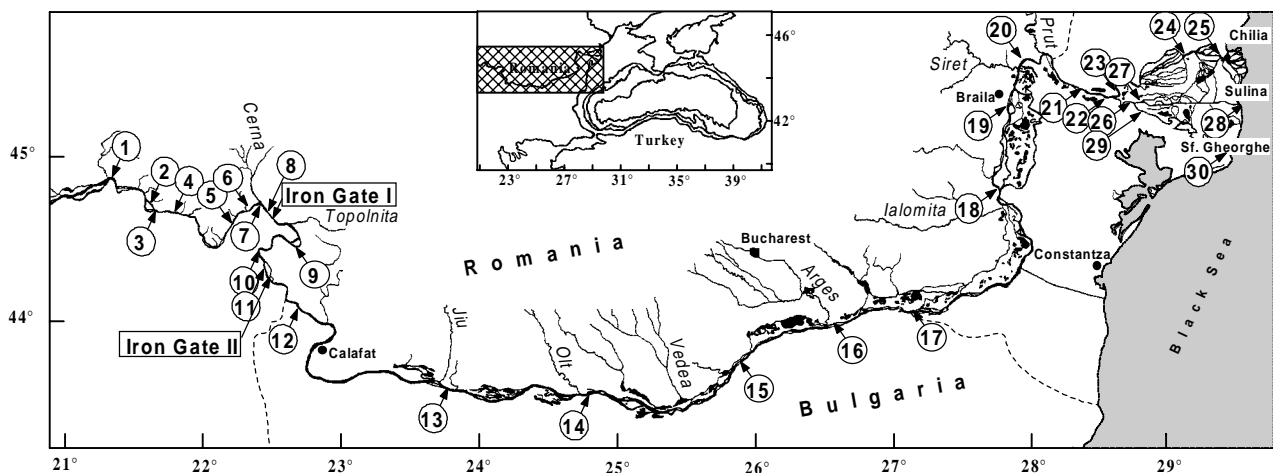 46°
42°
23°
27°
31°
35°
39°
Romania
Turkey
20
Prut
24
25
Chilia
Siret
23
27
Braila
Sulina
21
22
26
19
29
28
Sf. Gheorghe
30
45°
44°
1
2
4
3
5
6
Cerna
8
7
Iron Gate I
Topolnita
9
10
11
12
Iron Gate II
Calafat
Romania
Bucharest
Arges
Ialomita
18
Constantza
Black Sea
Jiu
Olt
Vedea
13
14
15
16
17
Bulgaria
21°
22°
23°
24°
25°
26°
27°
28°
29°